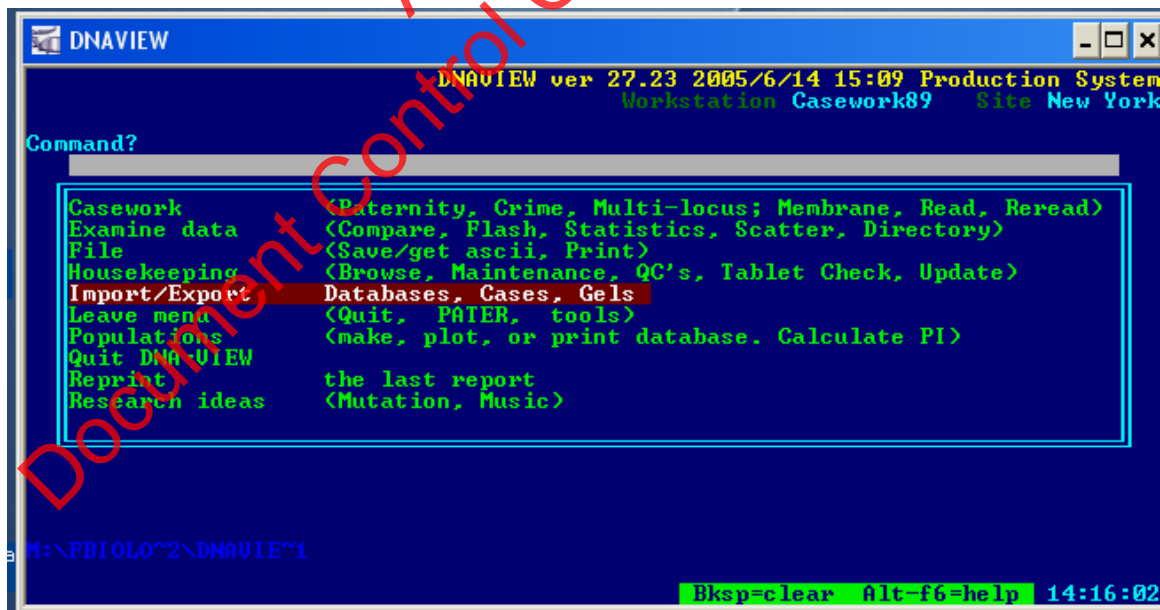 DNAVIEW
DNAVIEW ver 27.23 2005/6/14 15:09 Production System
Workstation Casework89 Site New York
Command?
Casework (Paternity, Crime, Multi-locus; Membrane, Read, Reread)
Examine data (Compare, Flash, Statistics, Scatter, Directory)
File (Save/get ascii, Print)
Housekeeping (Browse, Maintenance, QC's, Tablet Check, Update)
Import/Export Databases, Cases, Gels
Leave menu (Quit, PATER, tools)
Populations (make, plot, or print database. Calculate PI)
Quit DNA·VIEW
Reprint the last report
Research ideas (Mutation, Music)
M:\FBIOLO~2\DNAVIE~1
Bksp=clear Alt-f6=help 14:16:02
Document Control